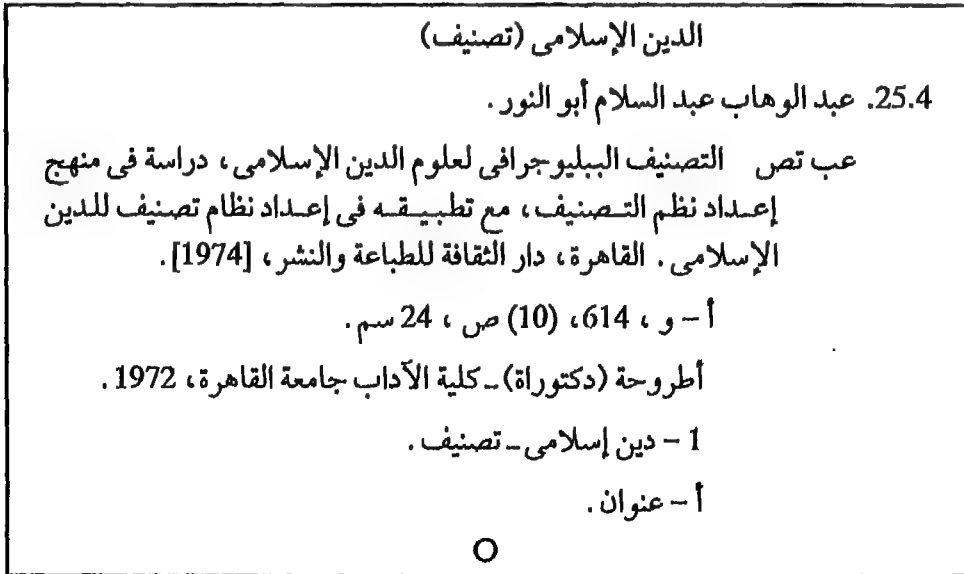 الدين الإسلامى (تصنيف)
25.4. عبد الوهاب عبد السلام أبو النور .
عب تص التصنيف الببليوجرافى لعلوم الدين الإسلامى، دراسة فى منهج
إعداد نظم التصنيف، مع تطبيقه فى إعداد نظام تصنيف للدين
الإسلامى . القاهرة، دار الثقافة للطباعة والنشر، [1974].
أ – و ، 614، (10) ص ، 24 سم .
أطروحة (دكتوراة) ـ كلية الآداب جامعة القاهرة، 1972 .
1 – دين إسلامى ـ تصنيف .
أ – عنوان .